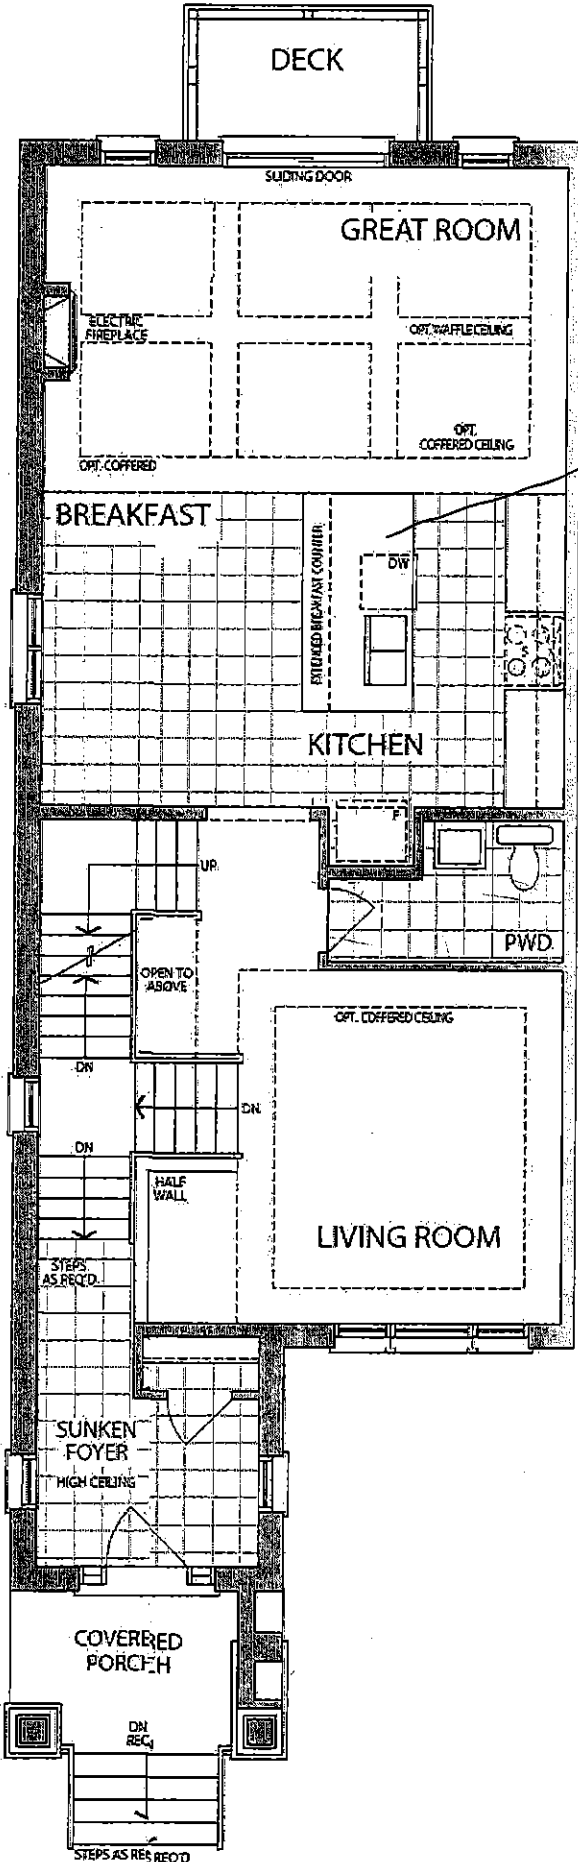 DECK
SLIDING DOOR
GREAT ROOM
ELECTRIC
FIREPLACE
OPT. WAFFLE CEILING
OPT.
COFFERED CEILING
OPT. COFFERED
BREAKFAST
EXTENDED BREAKFAST COUNTER
DW
KITCHEN
F
UP
PWD.
OPEN TO
ABOVE
OPT. COFFERED CEILING
DN
DN
DN
HALF
WALL
LIVING ROOM
STEPS
AS REQ'D.
SUNKEN
FOYER
HIGH CEILING
COVERED
PORCH
DN
STEPS AS REQ'D